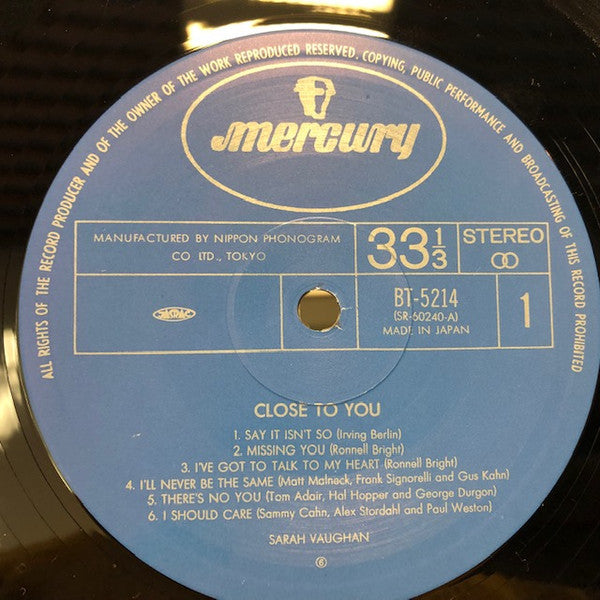 ALL RIGHTS OF THE RECORD PRODUCER AND OF THE OWNER OF THE WORK REPRODUCED RESERVED. COPYING, PUBLIC PERFORMANCE AND BROADCASTING OF THIS RECORD PROHIBITED
mercury
MANUFACTURED BY NIPPON PHONOGRAM
CO LTD., TOKYO
33 1/3
STEREO
JASRAC
BT-5214
(SR-60240-A)
MADE IN JAPAN
1
CLOSE TO YOU
1. SAY IT ISN'T SO (Irving Berlin)
2. MISSING YOU (Ronnell Bright)
3. I'VE GOT TO TALK TO MY HEART (Ronnell Bright)
4. I'LL NEVER BE THE SAME (Matt Malneck, Frank Signorelli and Gus Kahn)
5. THERE'S NO YOU (Tom Adair, Hal Hopper and George Durgon)
6. I SHOULD CARE (Sammy Cahn, Alex Stordahl and Paul Weston)
SARAH VAUGHAN
⑥